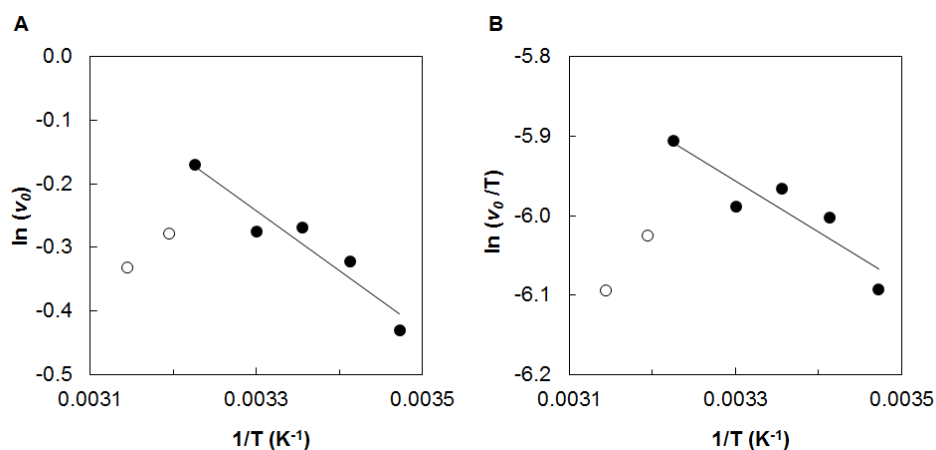 A
0.0
-0.1
-0.2
-0.3
-0.4
-0.5
ln (v₀)
0.0031
0.0033
0.0035
1/T (K⁻¹)
B
-5.8
-5.9
-6.0
-6.1
-6.2
ln (v₀ /T)
0.0031
0.0033
0.0035
1/T (K⁻¹)